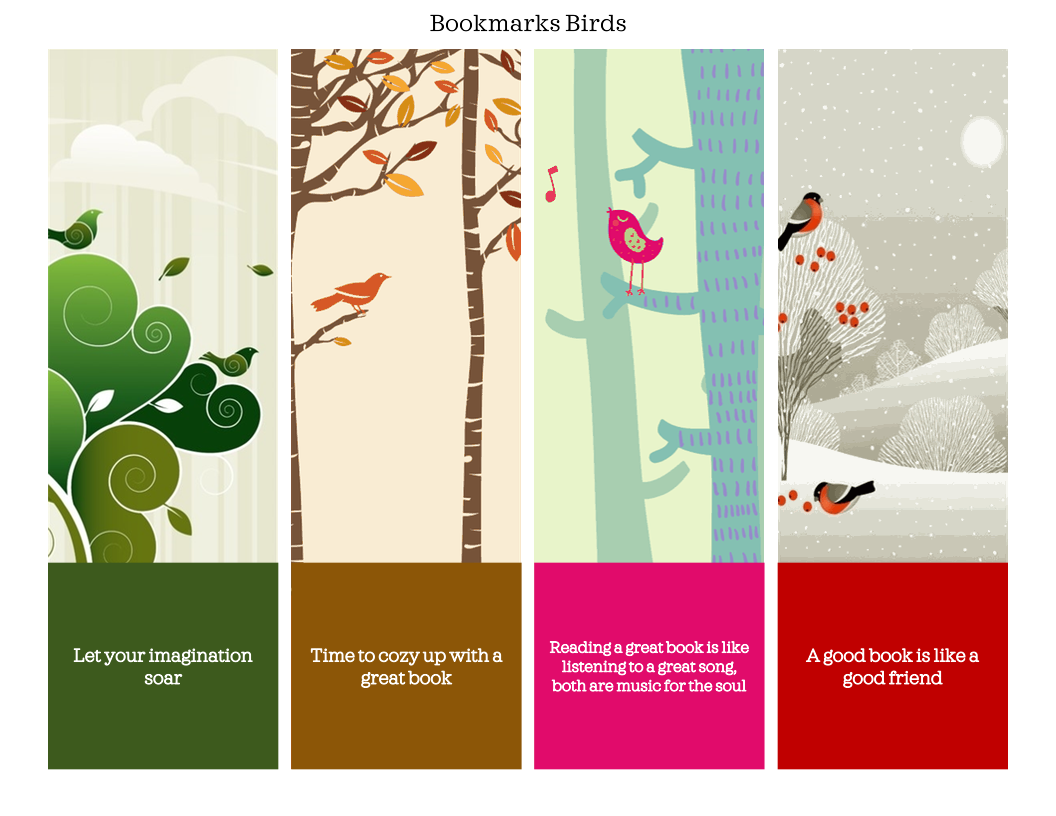 Bookmarks Birds
Let your imagination
soar
Time to cozy up with a
great book
Reading a great book is like
listening to a great song,
both are music for the soul
A good book is like a
good friend